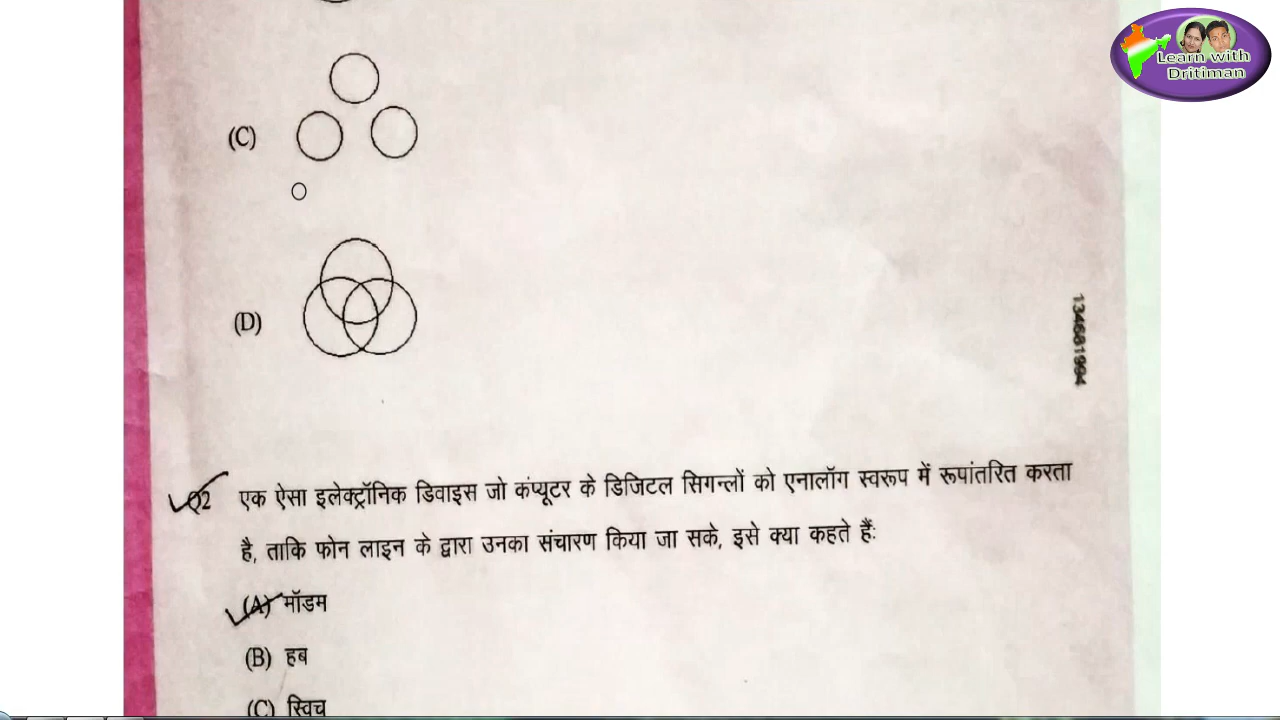 Learn with
Dritiman
(C)
(D)
134681994
Q2 एक ऐसा इलेक्ट्रॉनिक डिवाइस जो कंप्यूटर के डिजिटल सिगन्लों को एनालॉग स्वरूप में रूपांतरित करता
है, ताकि फोन लाइन के द्वारा उनका संचारण किया जा सके, इसे क्या कहते हैं:
(A) मॉडम
(B) हब
(C) स्विच